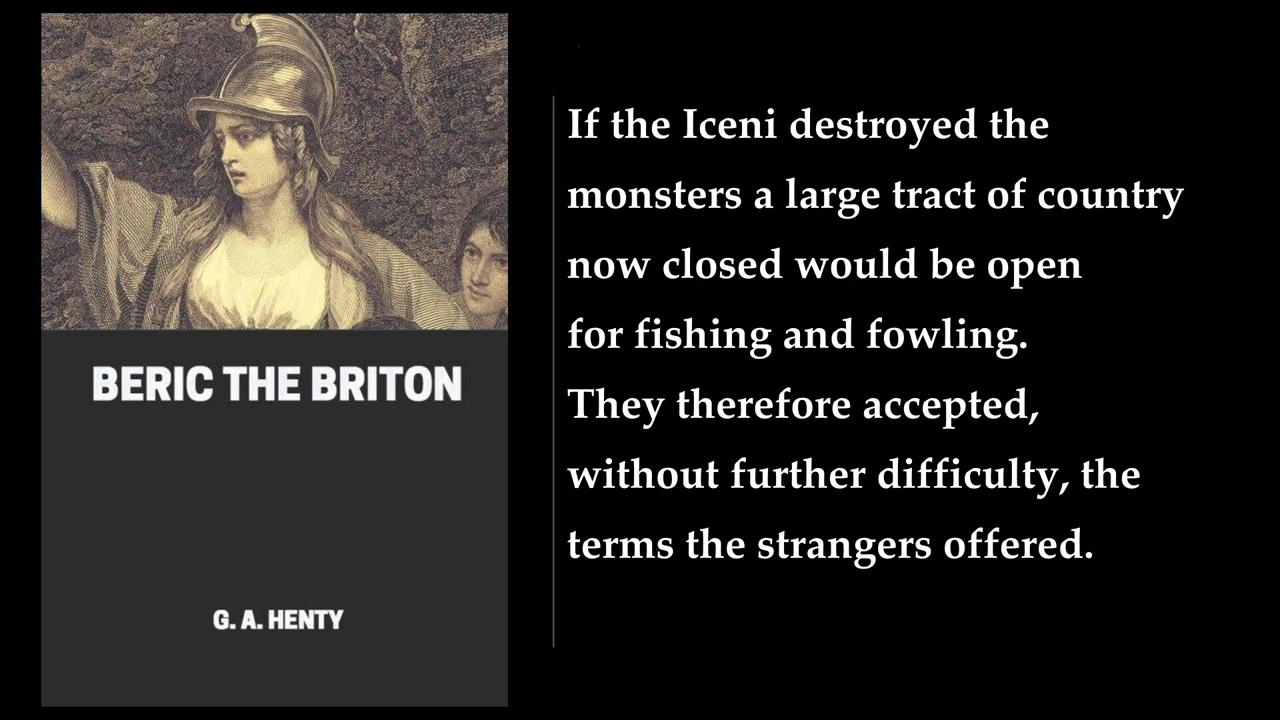 BERIC THE BRITON
G. A. HENTY
If the Iceni destroyed the
monsters a large tract of country
now closed would be open
for fishing and fowling.
They therefore accepted,
without further difficulty, the
terms the strangers offered.